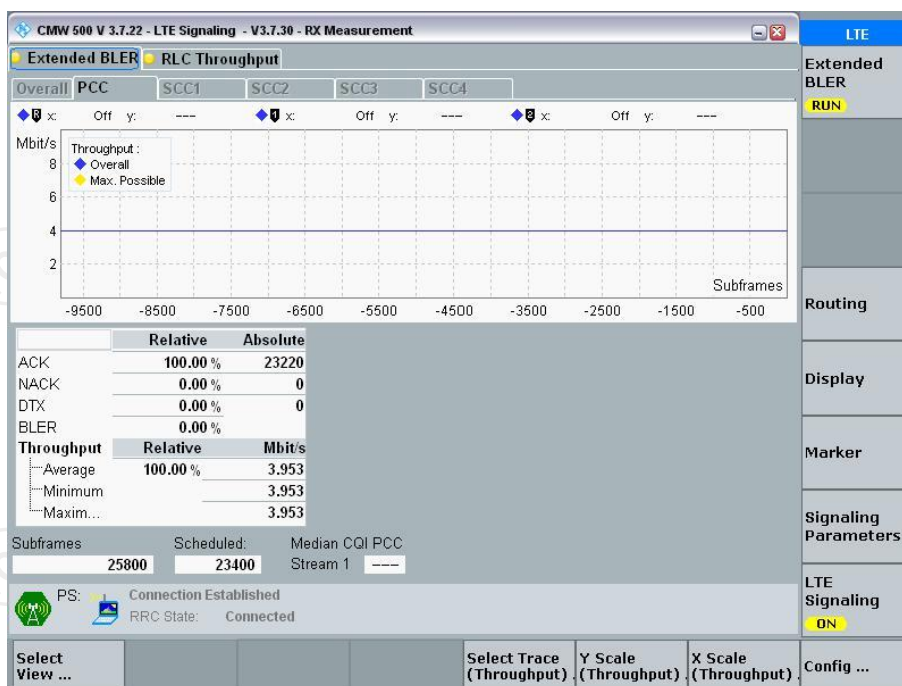 CMW 500 V 3.7.22 - LTE Signaling - V3.7.30 - RX Measurement
LTE
Extended BLER RLC Throughput
Extended BLER
RUN
Overall PCC SCC1 SCC2 SCC3 SCC4
R x: Off y: --- 1 x: Off y: --- 2 x: Off y: ---
Mbit/s
Throughput :
Overall
Max. Possible
8
6
4
2
Subframes
-9500 -8500 -7500 -6500 -5500 -4500 -3500 -2500 -1500 -500
Routing
Relative Absolute
ACK 100.00 % 23220
NACK 0.00 % 0
DTX 0.00 % 0
BLER 0.00 %
Display
Throughput Relative Mbit/s
Average 100.00 % 3.953
Minimum 3.953
Maxim... 3.953
Marker
Subframes Scheduled: Median CQI PCC
25800 23400 Stream 1 ---
Signaling Parameters
PS: Connection Established
RRC State: Connected
LTE Signaling
ON
Select View ...
Select Trace (Throughput)
Y Scale (Throughput)
X Scale (Throughput)
Config ...